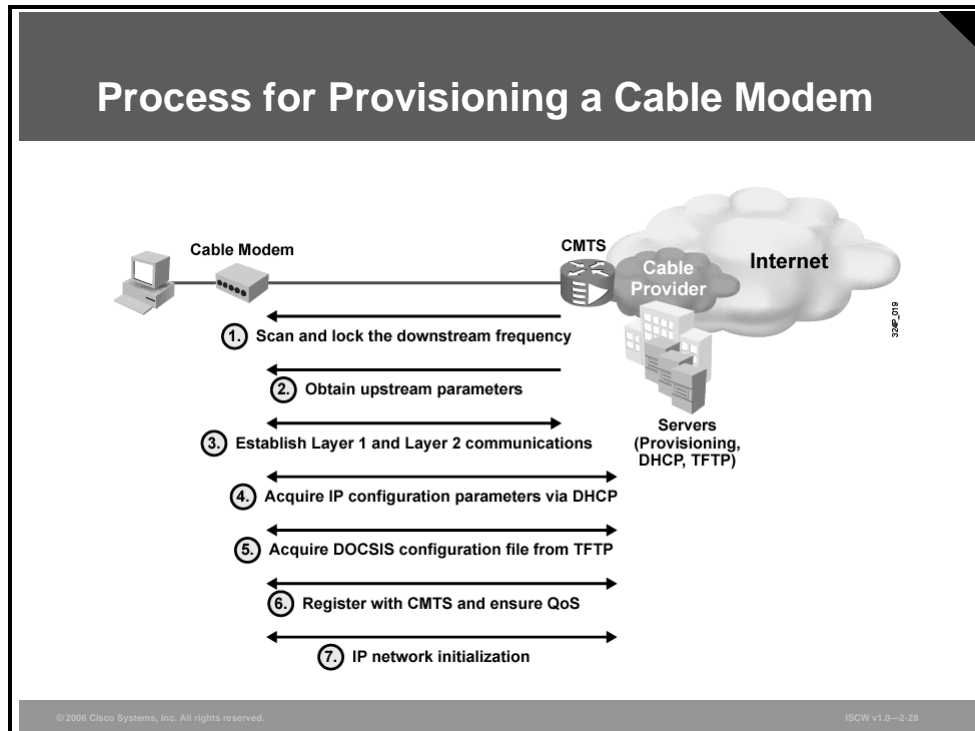 Process for Provisioning a Cable Modem
Cable Modem
CMTS
Internet
Cable
Provider
324P_019
1. Scan and lock the downstream frequency
2. Obtain upstream parameters
Servers
(Provisioning,
DHCP, TFTP)
3. Establish Layer 1 and Layer 2 communications
4. Acquire IP configuration parameters via DHCP
5. Acquire DOCSIS configuration file from TFTP
6. Register with CMTS and ensure QoS
7. IP network initialization
© 2006 Cisco Systems, Inc. All rights reserved.
ISCW v1.0—2-28